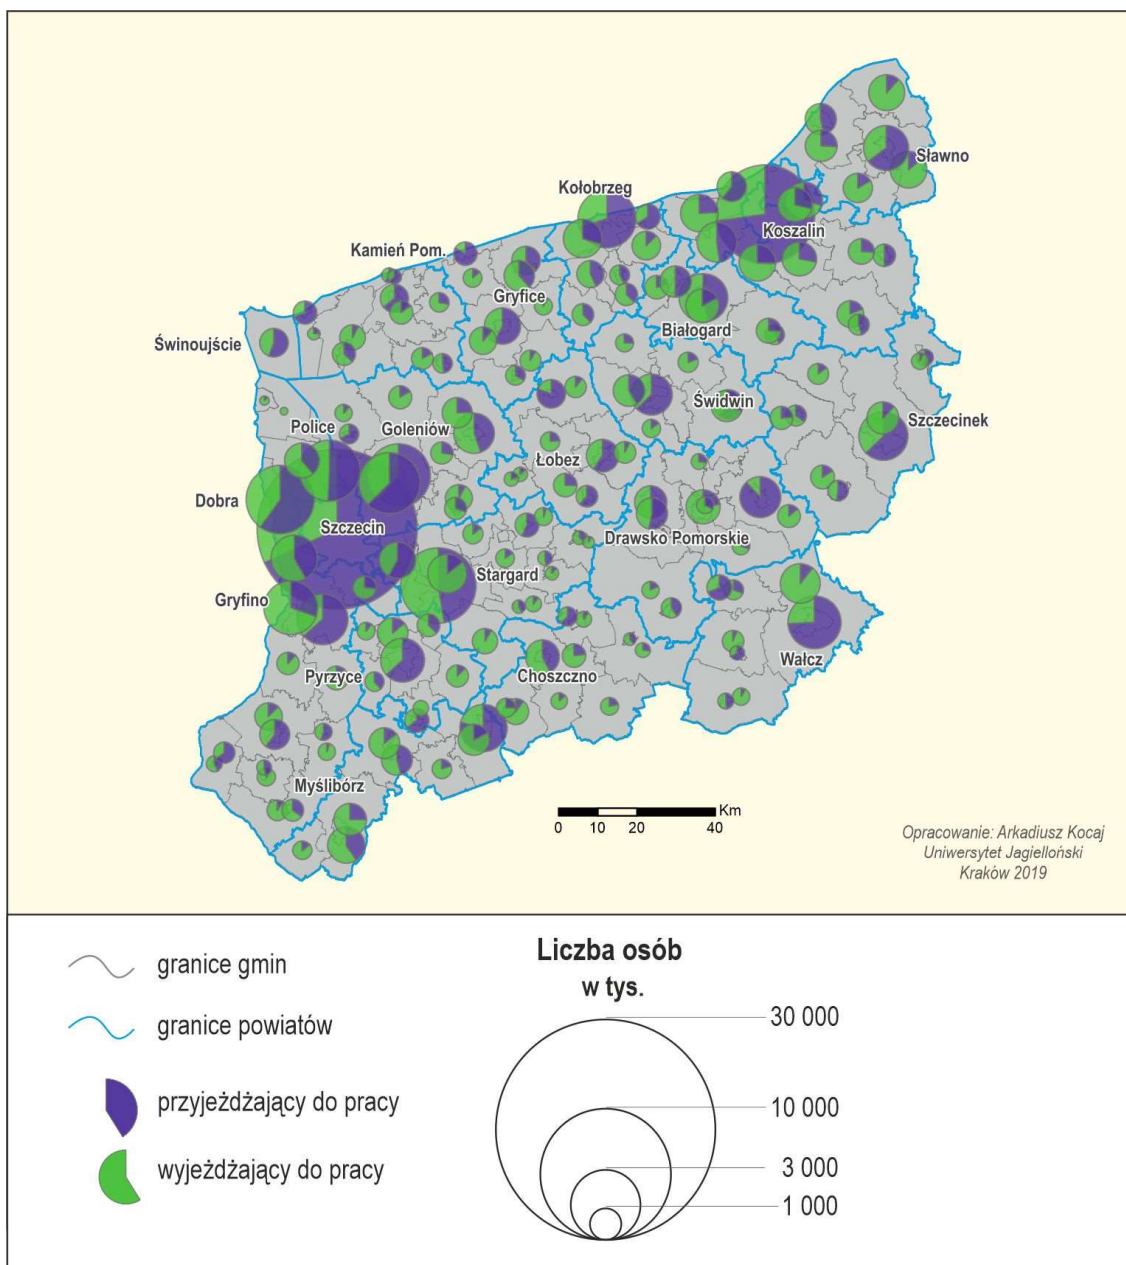 Sławno
Kołobrzeg
Koszalin
Kamień Pom.
Gryfice
Świnoujście
Białogard
Świdwin
Szczecinek
Police
Goleniów
Łobez
Dobra
Szczecin
Drawsko Pomorskie
Stargard
Gryfino
Wałcz
Pyrzyce
Choszczno
Myślibórz
Km
0 10 20 40
Opracowanie: Arkadiusz Kocaj
Uniwersytet Jagielloński
Kraków 2019
granice gmin
granice powiatów
przyjeżdżający do pracy
wyjeżdżający do pracy
Liczba osób
w tys.
30 000
10 000
3 000
1 000